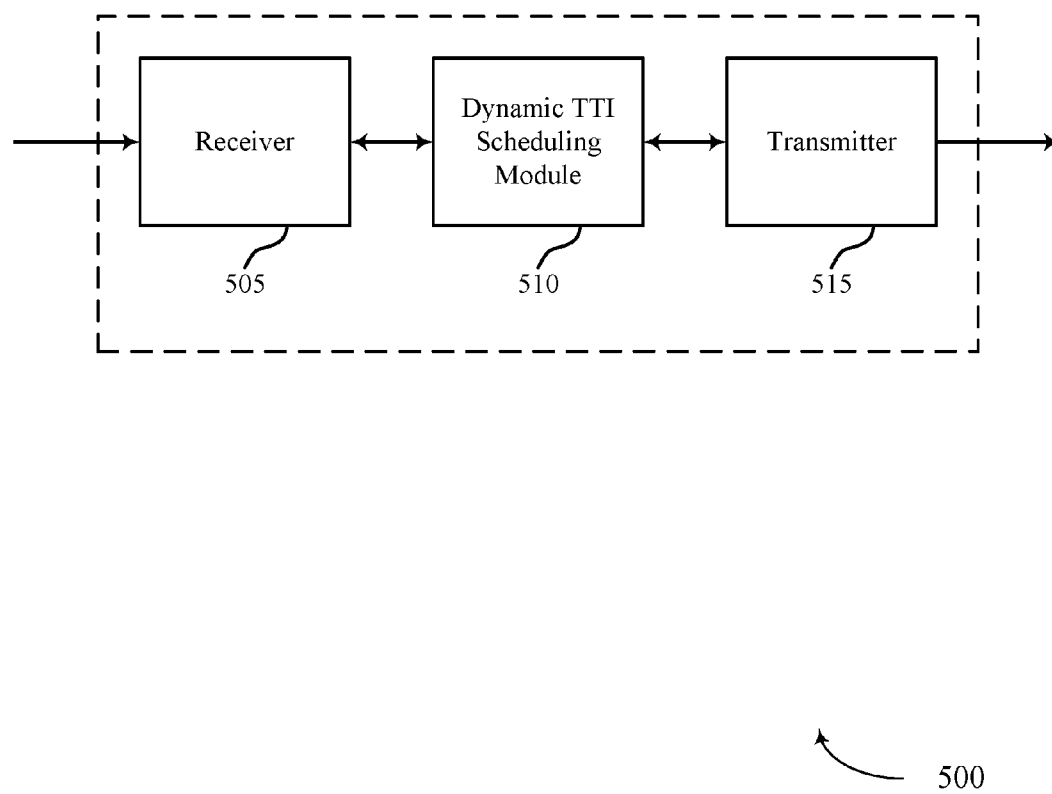 Receiver
Dynamic TTI
Scheduling
Module
Transmitter
505
510
515
500